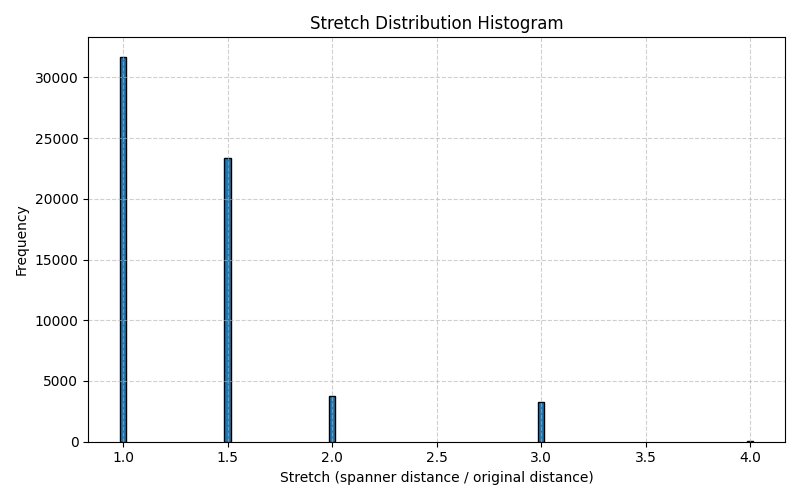 Stretch Distribution Histogram
Frequency
30000
25000
20000
15000
10000
5000
0
1.0 1.5 2.0 2.5 3.0 3.5 4.0
Stretch (spanner distance / original distance)